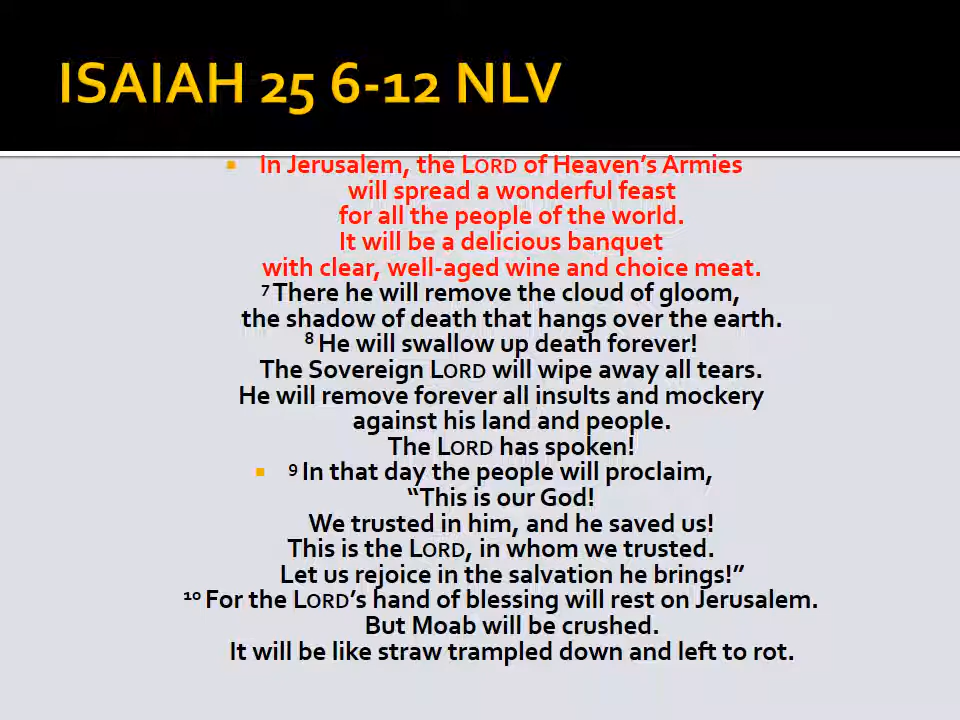 ISAIAH 25 6-12 NLV
▪ In Jerusalem, the LORD of Heaven’s Armies
will spread a wonderful feast
for all the people of the world.
It will be a delicious banquet
with clear, well-aged wine and choice meat.
⁷ There he will remove the cloud of gloom,
the shadow of death that hangs over the earth.
⁸ He will swallow up death forever!
The Sovereign LORD will wipe away all tears.
He will remove forever all insults and mockery
against his land and people.
The LORD has spoken!
▪ ⁹ In that day the people will proclaim,
“This is our God!
We trusted in him, and he saved us!
This is the LORD, in whom we trusted.
Let us rejoice in the salvation he brings!”
¹⁰ For the LORD’s hand of blessing will rest on Jerusalem.
But Moab will be crushed.
It will be like straw trampled down and left to rot.